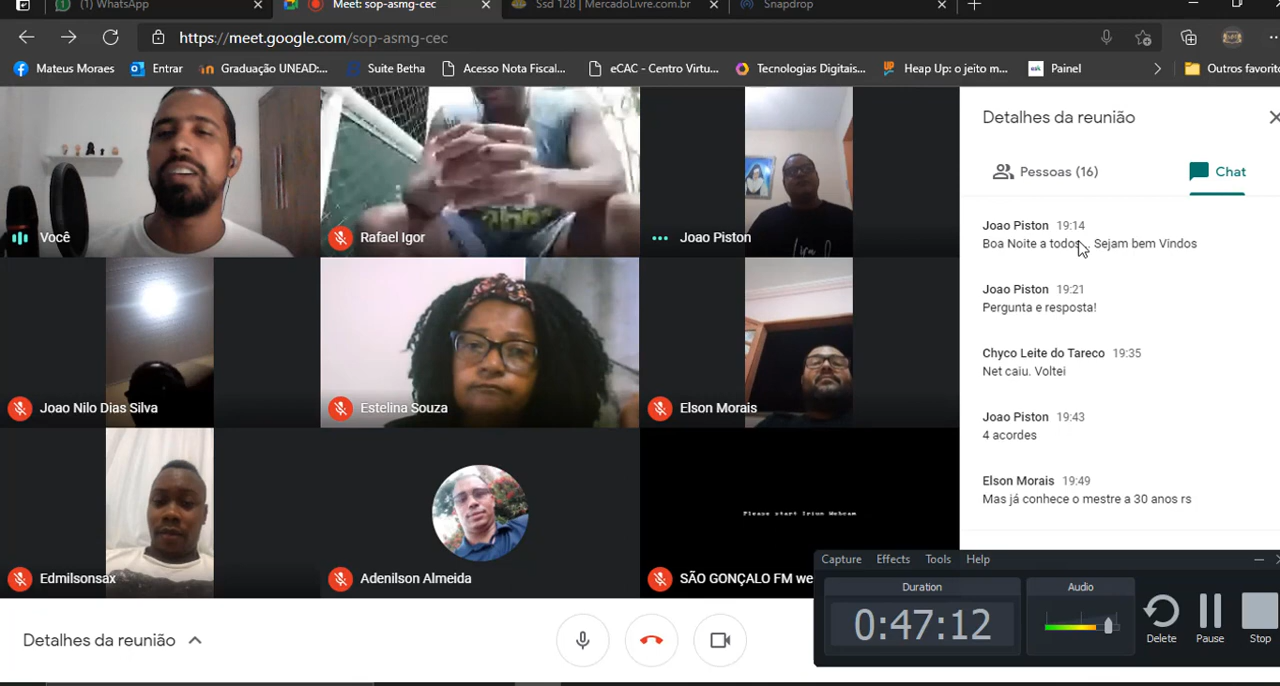 (1) WhatsApp
Meet: sop-asmg-cec
Ssd 128 | MercadoLivre.com.br
Snapdrop
https://meet.google.com/sop-asmg-cec
Mateus Moraes
Entrar
Graduação UNEAD:...
Suite Betha
Acesso Nota Fiscal...
eCAC - Centro Virtu...
Tecnologias Digitais...
Heap Up: o jeito m...
Painel
Outros favorito
Você
Rafael Igor
Joao Piston
Joao Nilo Dias Silva
Estelina Souza
Elson Morais
Edmilsonsax
Adenilson Almeida
Please start Iriun Webcam
SÃO GONÇALO FM we
Detalhes da reunião
Pessoas (16)
Chat
Joao Piston 19:14
Boa Noite a todos... Sejam bem Vindos
Joao Piston 19:21
Pergunta e resposta!
Chyco Leite do Tareco 19:35
Net caiu. Voltei
Joao Piston 19:43
4 acordes
Elson Morais 19:49
Mas já conhece o mestre a 30 anos rs
Capture Effects Tools Help
Duration
0:47:12
Audio
Delete
Pause
Stop
Detalhes da reunião